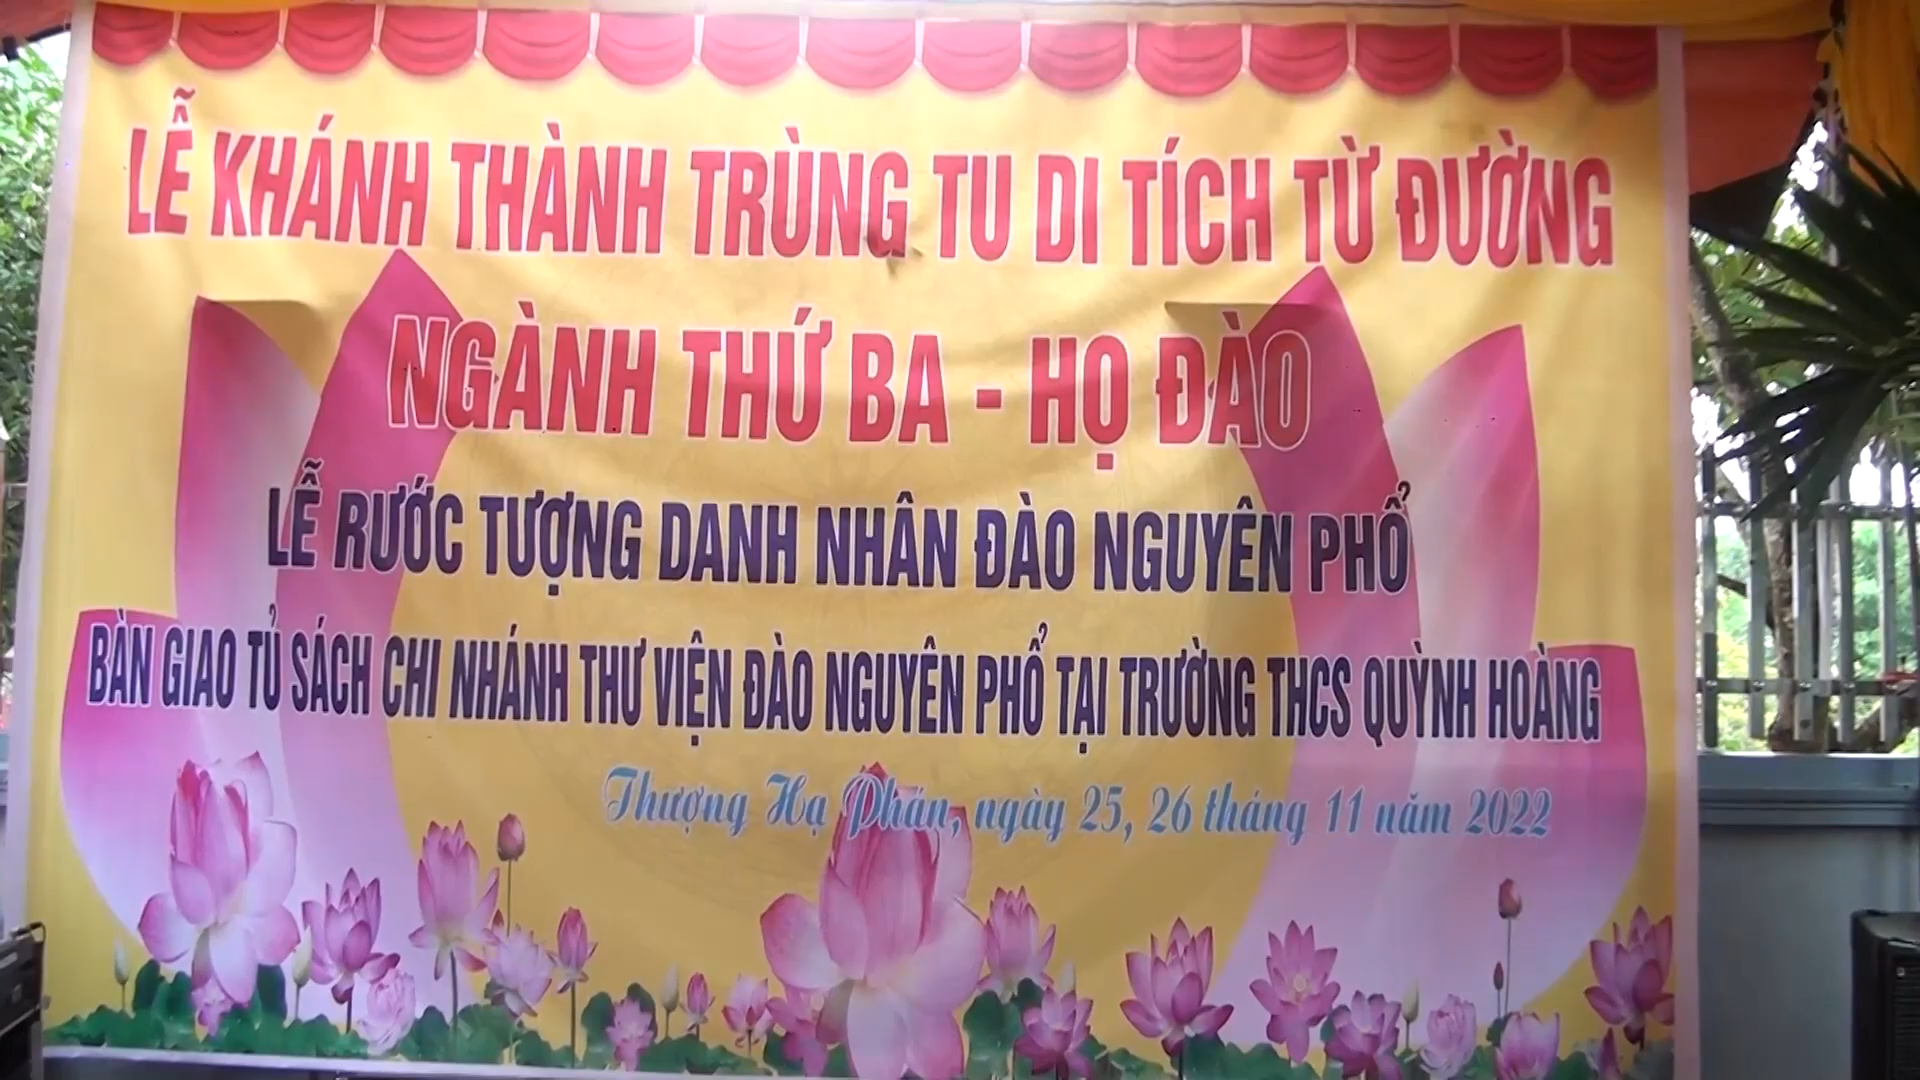 LỄ KHÁNH THÀNH TRÙNG TU DI TÍCH TỪ ĐƯỜNG
NGÀNH THỨ BA - HỌ ĐÀO
LỄ RƯỚC TƯỢNG DANH NHÂN ĐÀO NGUYÊN PHỔ
BÀN GIAO TỦ SÁCH CHI NHÁNH THƯ VIỆN ĐÀO NGUYÊN PHỔ TẠI TRƯỜNG THCS QUỲNH HOÀNG
Thượng Hạ Phán, ngày 25, 26 tháng 11 năm 2022